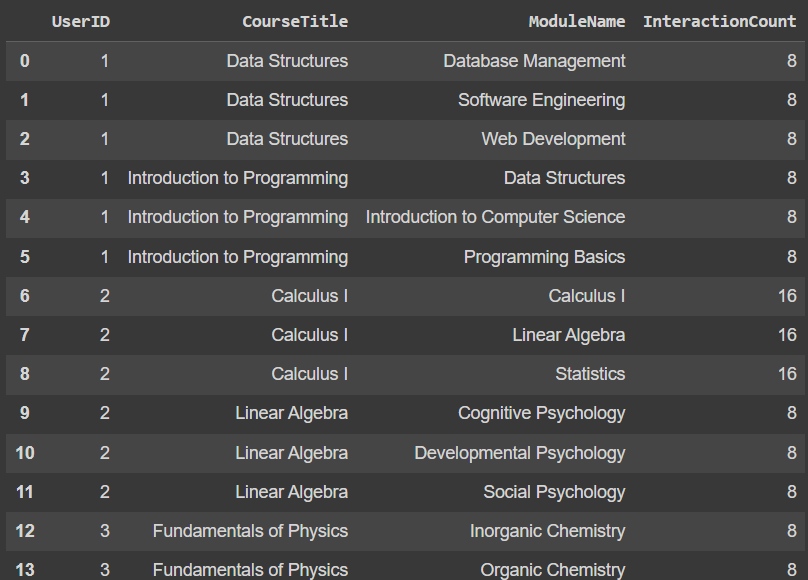 UserID CourseTitle ModuleName InteractionCount
0 1 Data Structures Database Management 8
1 1 Data Structures Software Engineering 8
2 1 Data Structures Web Development 8
3 1 Introduction to Programming Data Structures 8
4 1 Introduction to Programming Introduction to Computer Science 8
5 1 Introduction to Programming Programming Basics 8
6 2 Calculus I Calculus I 16
7 2 Calculus I Linear Algebra 16
8 2 Calculus I Statistics 16
9 2 Linear Algebra Cognitive Psychology 8
10 2 Linear Algebra Developmental Psychology 8
11 2 Linear Algebra Social Psychology 8
12 3 Fundamentals of Physics Inorganic Chemistry 8
13 3 Fundamentals of Physics Organic Chemistry 8